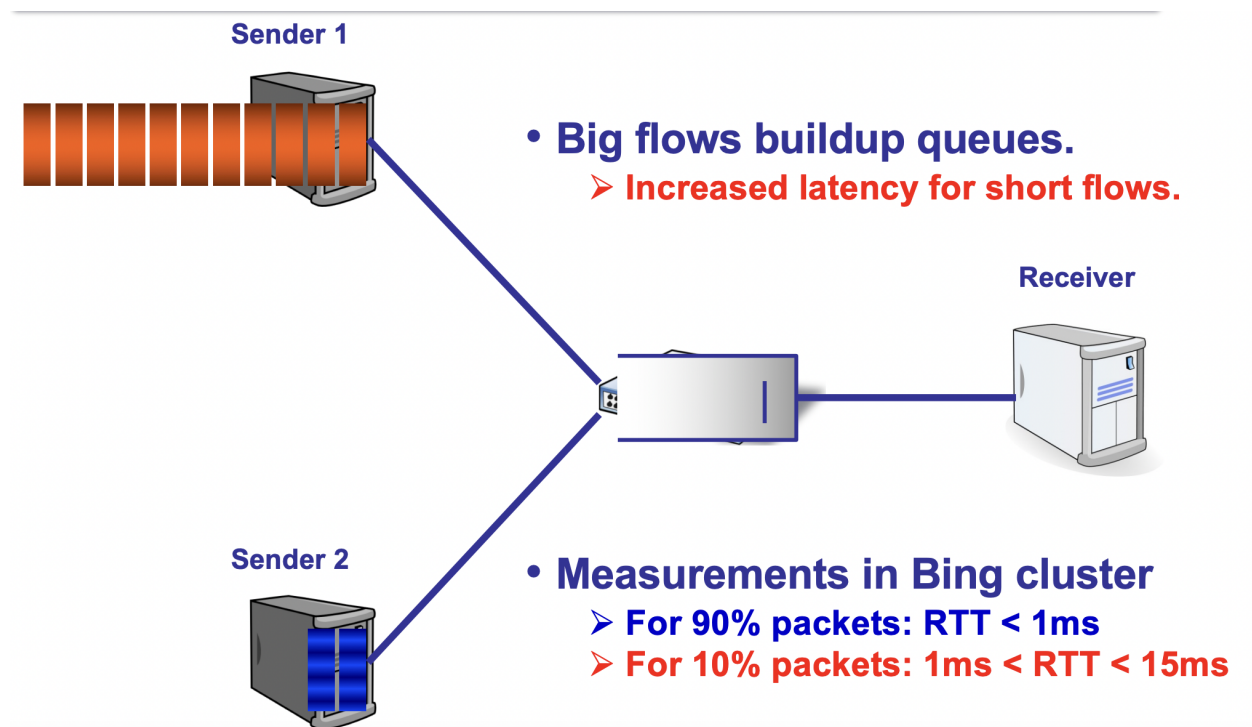 Sender 1
• Big flows buildup queues.
➢ Increased latency for short flows.
Receiver
Sender 2
• Measurements in Bing cluster
➢ For 90% packets: RTT < 1ms
➢ For 10% packets: 1ms < RTT < 15ms